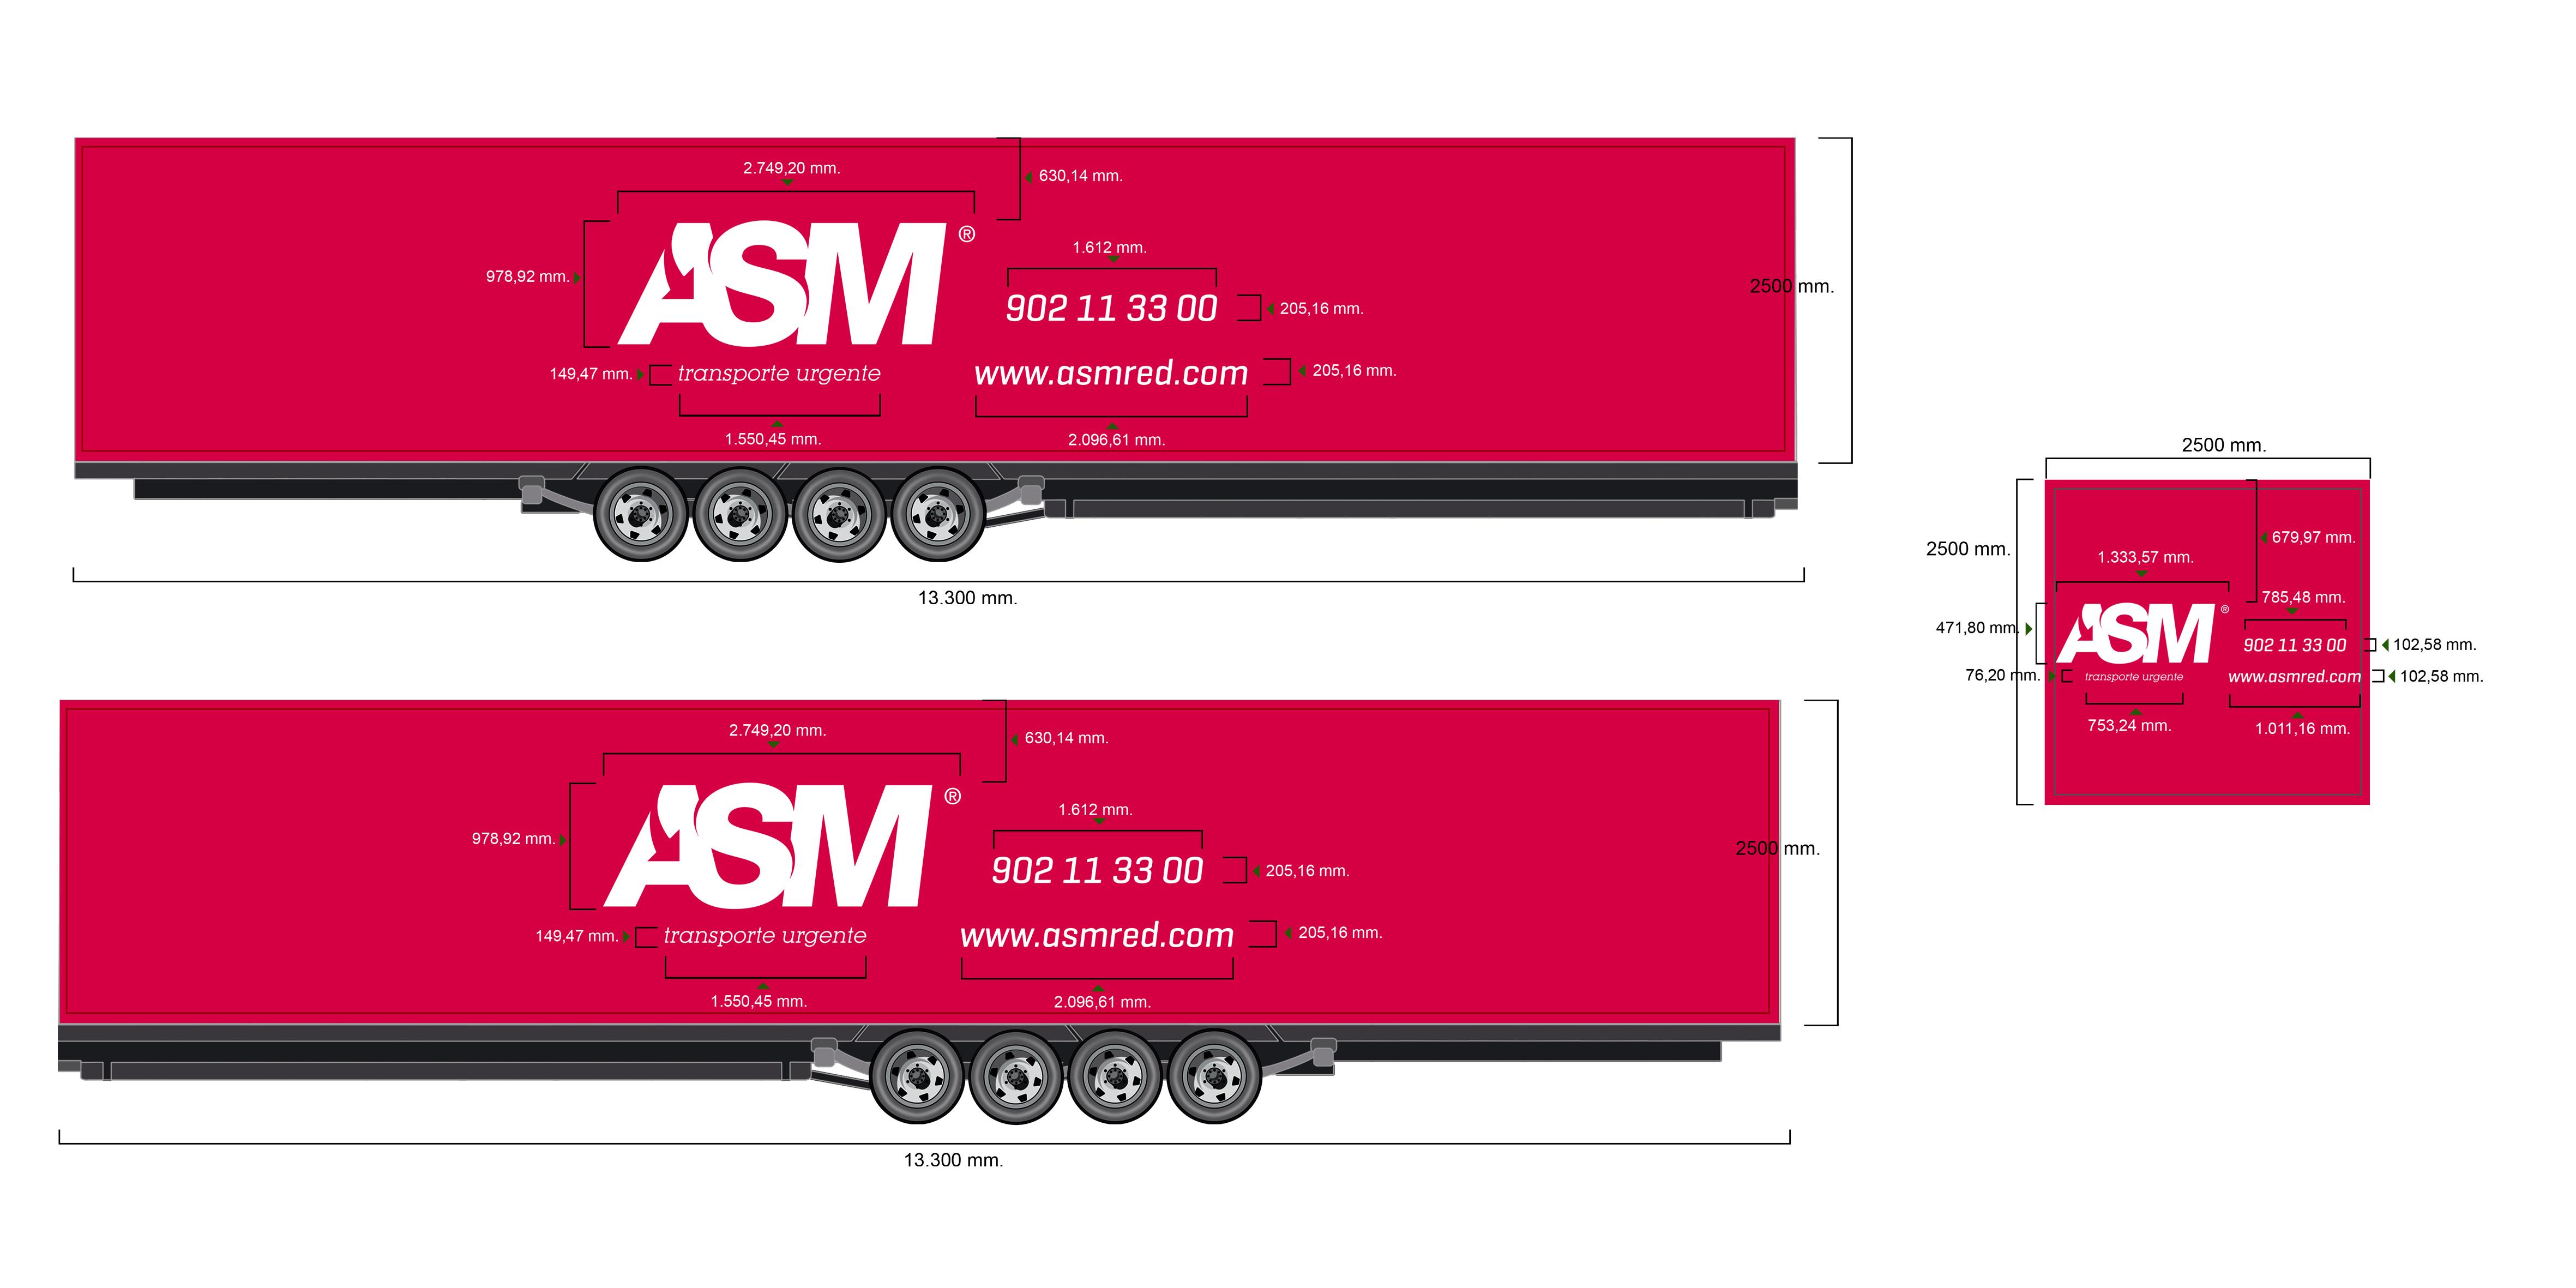 2.749,20 mm.
630,14 mm.
ASM ®
978,92 mm.
1.612 mm.
902 11 33 00
205,16 mm.
2500 mm.
149,47 mm.
transporte urgente
www.asmred.com
205,16 mm.
1.550,45 mm.
2.096,61 mm.
13.300 mm.
2.749,20 mm.
630,14 mm.
ASM ®
978,92 mm.
1.612 mm.
902 11 33 00
205,16 mm.
2500 mm.
149,47 mm.
transporte urgente
www.asmred.com
205,16 mm.
1.550,45 mm.
2.096,61 mm.
13.300 mm.
2500 mm.
2500 mm.
679,97 mm.
1.333,57 mm.
785,48 mm.
471,80 mm.
ASM ®
902 11 33 00
102,58 mm.
76,20 mm.
transporte urgente
www.asmred.com
102,58 mm.
753,24 mm.
1.011,16 mm.